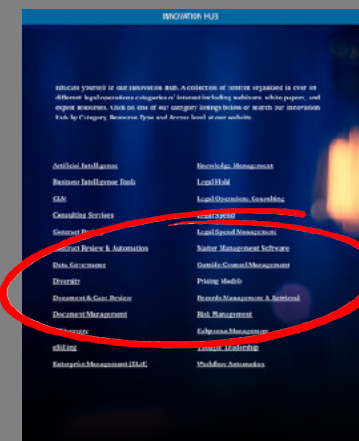 INNOVATION HUB
Educate yourself in our Innovation Hub. A collection of content organized in over 30
different legal operations categories of interest including webinars, white papers, and
expert resources. Click on one of our category listings below or search our Innovation
Hub by Category, Resource Type and Access level at our website.
Artificial Intelligence
Business Intelligence Tools
CLM
Consulting Services
Contract
Contract Review & Automation
Data Governance
Diversity
Document & Case Review
Document Management
eBilling
Enterprise Management (ELM)
Knowledge Management
Legal Hold
Legal Operations Consulting
Legal Spend
Legal Spend Management
Matter Management Software
Outside Counsel Management
Pricing Models
Records Management & Retrieval
Risk Management
Subpoena Management
Thought Leadership
Workflow Automation